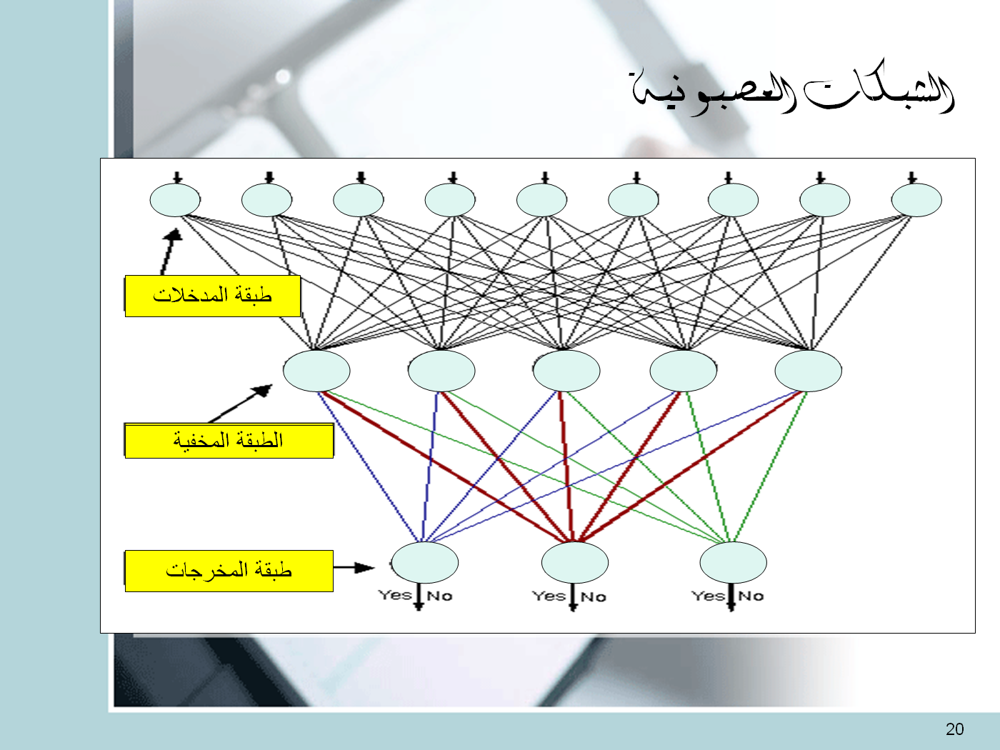 الشبكات العصبونية
طبقة المدخلات
الطبقة المخفية
طبقة المخرجات
Yes No Yes No Yes No
20